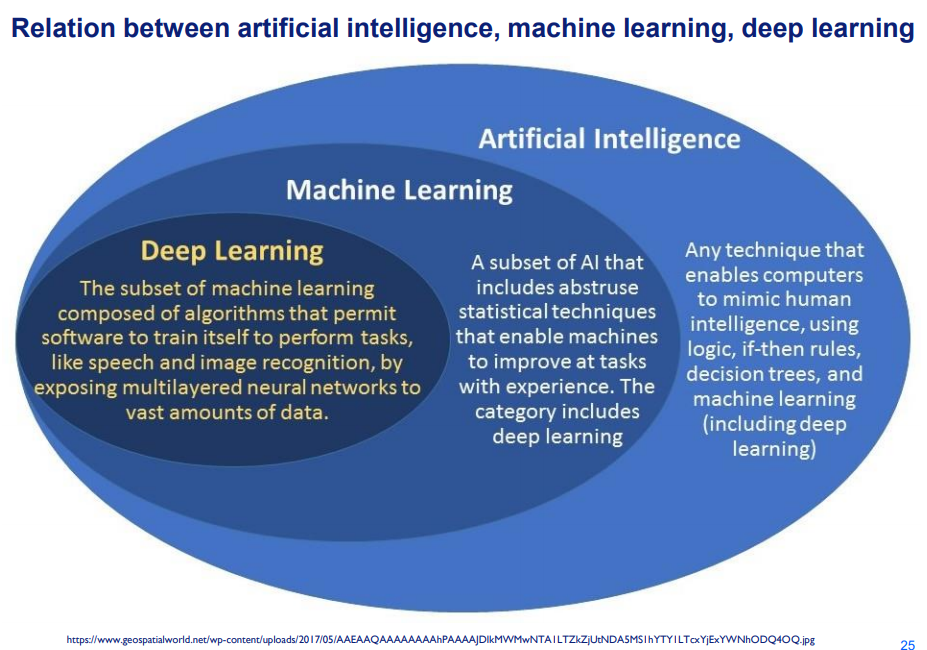 Relation between artificial intelligence, machine learning, deep learning
Artificial Intelligence
Machine Learning
Deep Learning
The subset of machine learning
composed of algorithms that permit
software to train itself to perform tasks,
like speech and image recognition, by
exposing multilayered neural networks to
vast amounts of data.
A subset of AI that
includes abstruse
statistical techniques
that enable machines
to improve at tasks
with experience. The
category includes
deep learning
Any technique that
enables computers
to mimic human
intelligence, using
logic, if-then rules,
decision trees, and
machine learning
(including deep
learning)
https://www.geospatialworld.net/wp-content/uploads/2017/05/AAEAAQAAAAAAAAhPAAAAJDlkMWMwNTA1LTZkZjUtNDA5MS1hYTY1LTcxYjExYWNhODQ4OQ.jpg
25